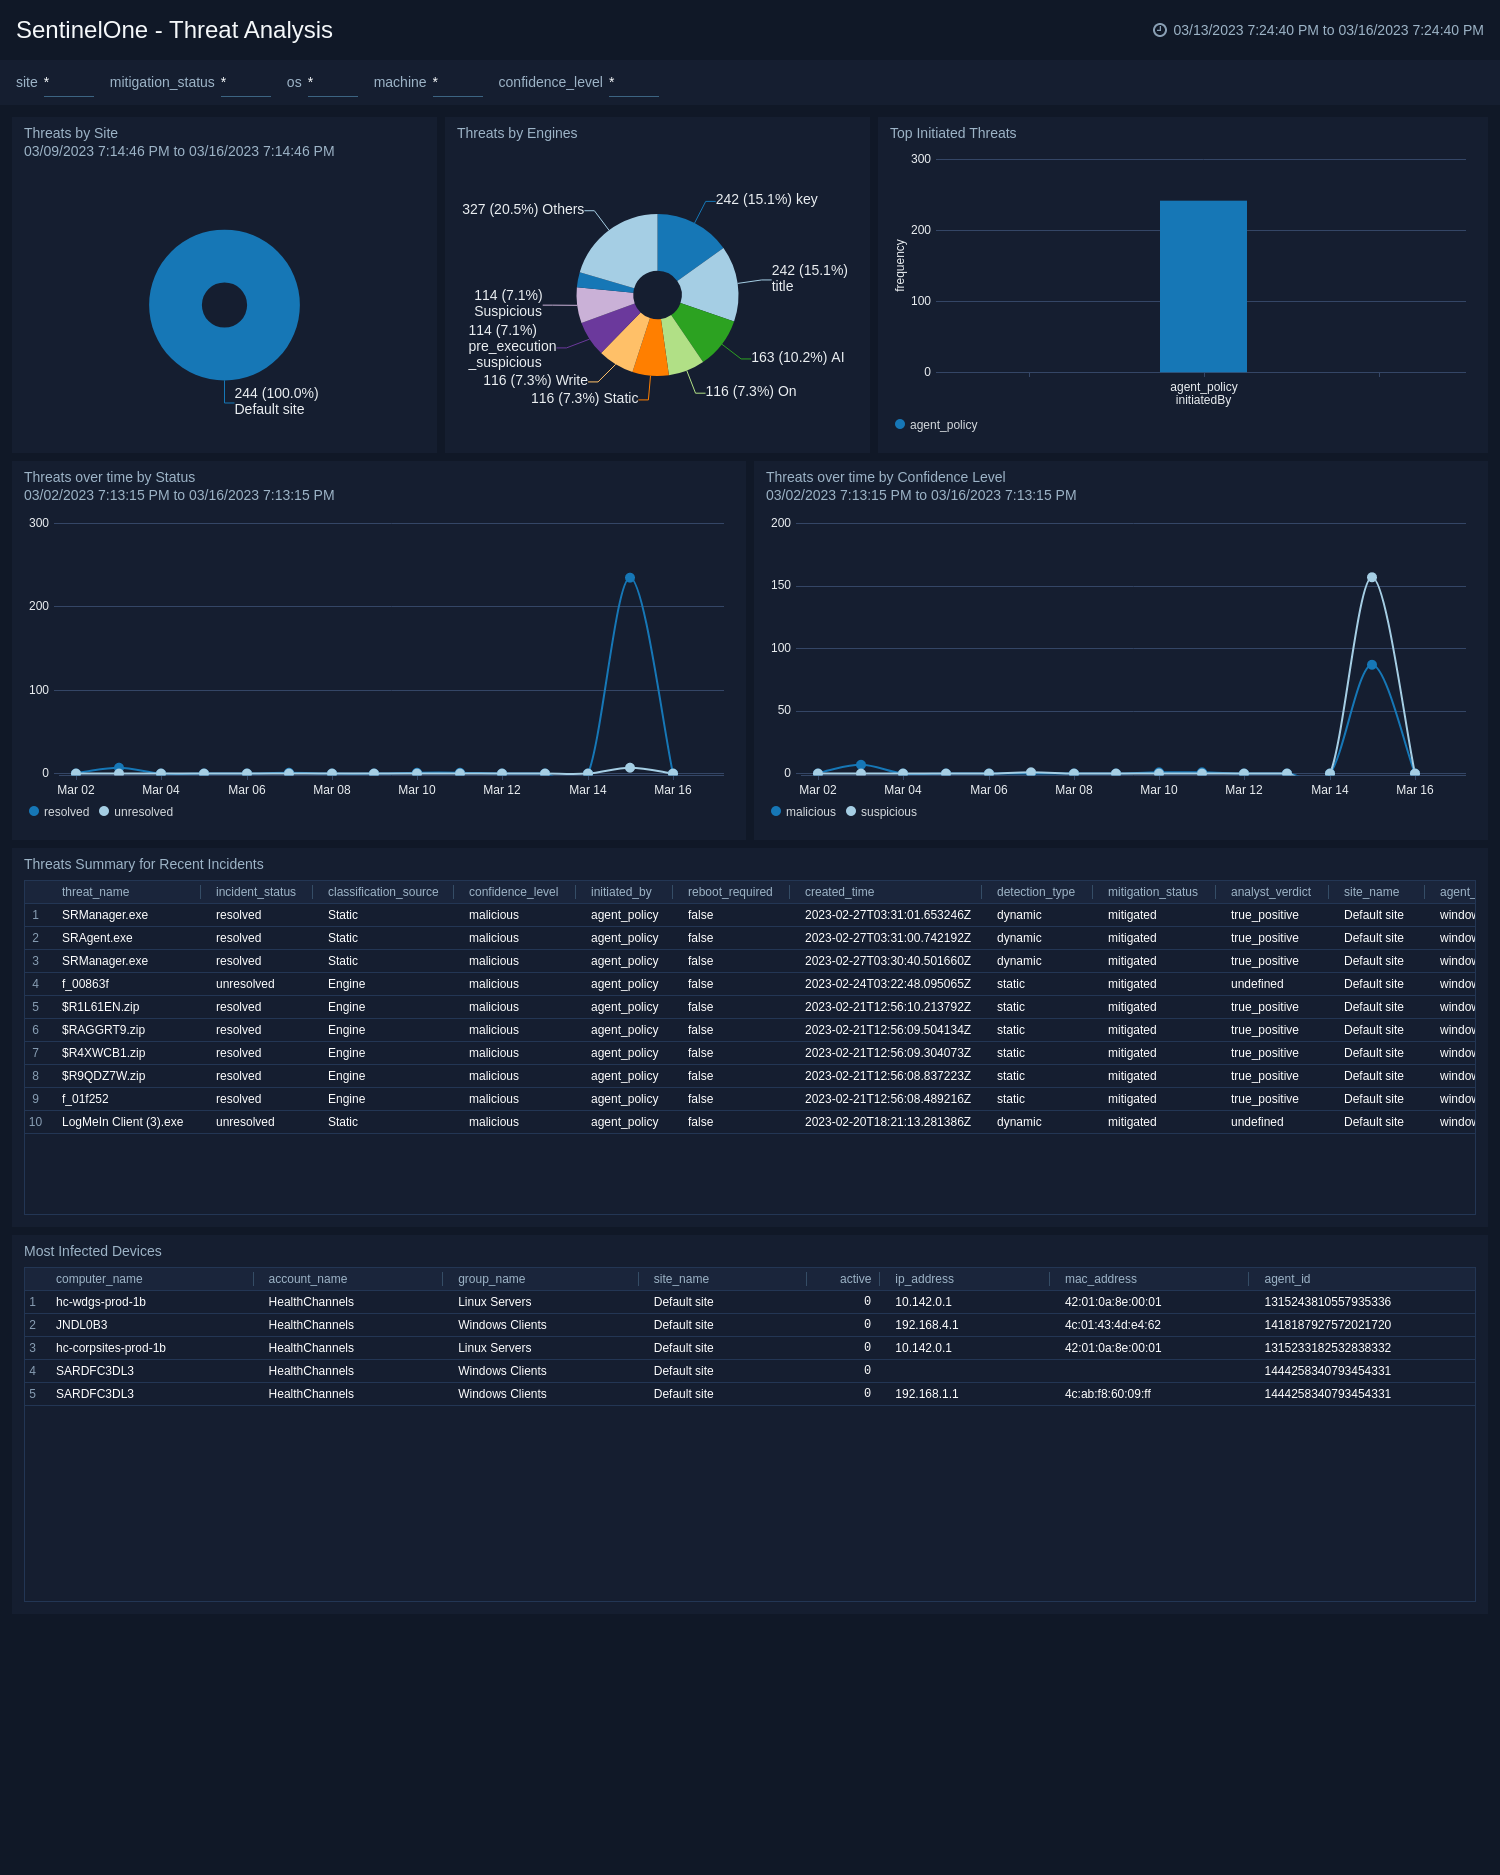 SentinelOne - Threat Analysis
03/13/2023 7:24:40 PM to 03/16/2023 7:24:40 PM
site * mitigation_status * os * machine * confidence_level *
Threats by Site
03/09/2023 7:14:46 PM to 03/16/2023 7:14:46 PM
244 (100.0%)
Default site
Threats by Engines
327 (20.5%) Others
242 (15.1%) key
242 (15.1%)
title
163 (10.2%) AI
116 (7.3%) On
116 (7.3%) Static
116 (7.3%) Write
114 (7.1%)
pre_execution
_suspicious
114 (7.1%)
Suspicious
Top Initiated Threats
300
200
100
0
frequency
agent_policy
initiatedBy
agent_policy
Threats over time by Status
03/02/2023 7:13:15 PM to 03/16/2023 7:13:15 PM
300
200
100
0
Mar 02 Mar 04 Mar 06 Mar 08 Mar 10 Mar 12 Mar 14 Mar 16
resolved unresolved
Threats over time by Confidence Level
03/02/2023 7:13:15 PM to 03/16/2023 7:13:15 PM
200
150
100
50
0
Mar 02 Mar 04 Mar 06 Mar 08 Mar 10 Mar 12 Mar 14 Mar 16
malicious suspicious
Threats Summary for Recent Incidents
threat_name incident_status classification_source confidence_level initiated_by reboot_required created_time detection_type mitigation_status analyst_verdict site_name agent_
1 SRManager.exe resolved Static malicious agent_policy false 2023-02-27T03:31:01.653246Z dynamic mitigated true_positive Default site window
2 SRAgent.exe resolved Static malicious agent_policy false 2023-02-27T03:31:00.742192Z dynamic mitigated true_positive Default site window
3 SRManager.exe resolved Static malicious agent_policy false 2023-02-27T03:30:40.501660Z dynamic mitigated true_positive Default site window
4 f_00863f unresolved Engine malicious agent_policy false 2023-02-24T03:22:48.095065Z static mitigated undefined Default site window
5 $R1L61EN.zip resolved Engine malicious agent_policy false 2023-02-21T12:56:10.213792Z static mitigated true_positive Default site window
6 $RAGGRT9.zip resolved Engine malicious agent_policy false 2023-02-21T12:56:09.504134Z static mitigated true_positive Default site window
7 $R4XWCB1.zip resolved Engine malicious agent_policy false 2023-02-21T12:56:09.304073Z static mitigated true_positive Default site window
8 $R9QDZ7W.zip resolved Engine malicious agent_policy false 2023-02-21T12:56:08.837223Z static mitigated true_positive Default site window
9 f_01f252 resolved Engine malicious agent_policy false 2023-02-21T12:56:08.489216Z static mitigated true_positive Default site window
10 LogMeIn Client (3).exe unresolved Static malicious agent_policy false 2023-02-20T18:21:13.281386Z dynamic mitigated undefined Default site window
Most Infected Devices
computer_name account_name group_name site_name active ip_address mac_address agent_id
1 hc-wdgs-prod-1b HealthChannels Linux Servers Default site 0 10.142.0.1 42:01:0a:8e:00:01 1315243810557935336
2 JNDL0B3 HealthChannels Windows Clients Default site 0 192.168.4.1 4c:01:43:4d:e4:62 1418187927572021720
3 hc-corpsites-prod-1b HealthChannels Linux Servers Default site 0 10.142.0.1 42:01:0a:8e:00:01 1315233182532838332
4 SARDFC3DL3 HealthChannels Windows Clients Default site 0 1444258340793454331
5 SARDFC3DL3 HealthChannels Windows Clients Default site 0 192.168.1.1 4c:ab:f8:60:09:ff 1444258340793454331